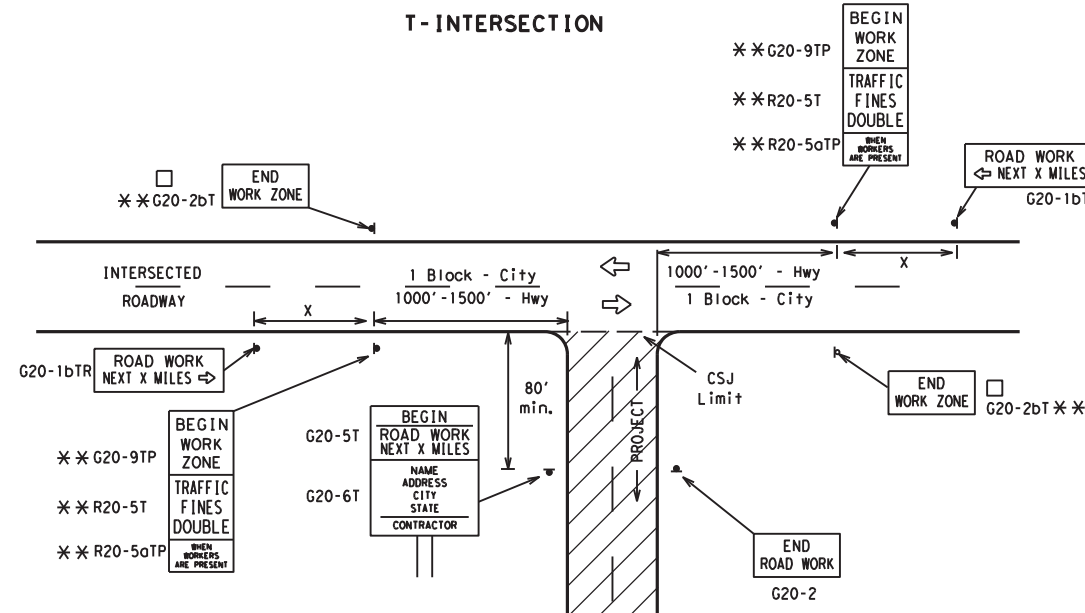 T-INTERSECTION
BEGIN
WORK
ZONE
TRAFFIC
FINES
DOUBLE
WHEN
WORKERS
ARE PRESENT
**G20-9TP
**R20-5T
**R20-5aTP
ROAD WORK
⇦ NEXT X MILES
G20-1bT
□
**G20-2bT
END
WORK ZONE
INTERSECTED
ROADWAY
X
1 Block - City
1000'-1500' - Hwy
⇦
⇨
1000'-1500' - Hwy
1 Block - City
X
G20-1bTR
ROAD WORK
NEXT X MILES ⇨
80'
min.
CSJ
Limit
PROJECT
END
WORK ZONE
□
G20-2bT **
**G20-9TP
**R20-5T
**R20-5aTP
BEGIN
WORK
ZONE
TRAFFIC
FINES
DOUBLE
WHEN
WORKERS
ARE PRESENT
G20-5T
G20-6T
BEGIN
ROAD WORK
NEXT X MILES
NAME
ADDRESS
CITY
STATE
CONTRACTOR
END
ROAD WORK
G20-2